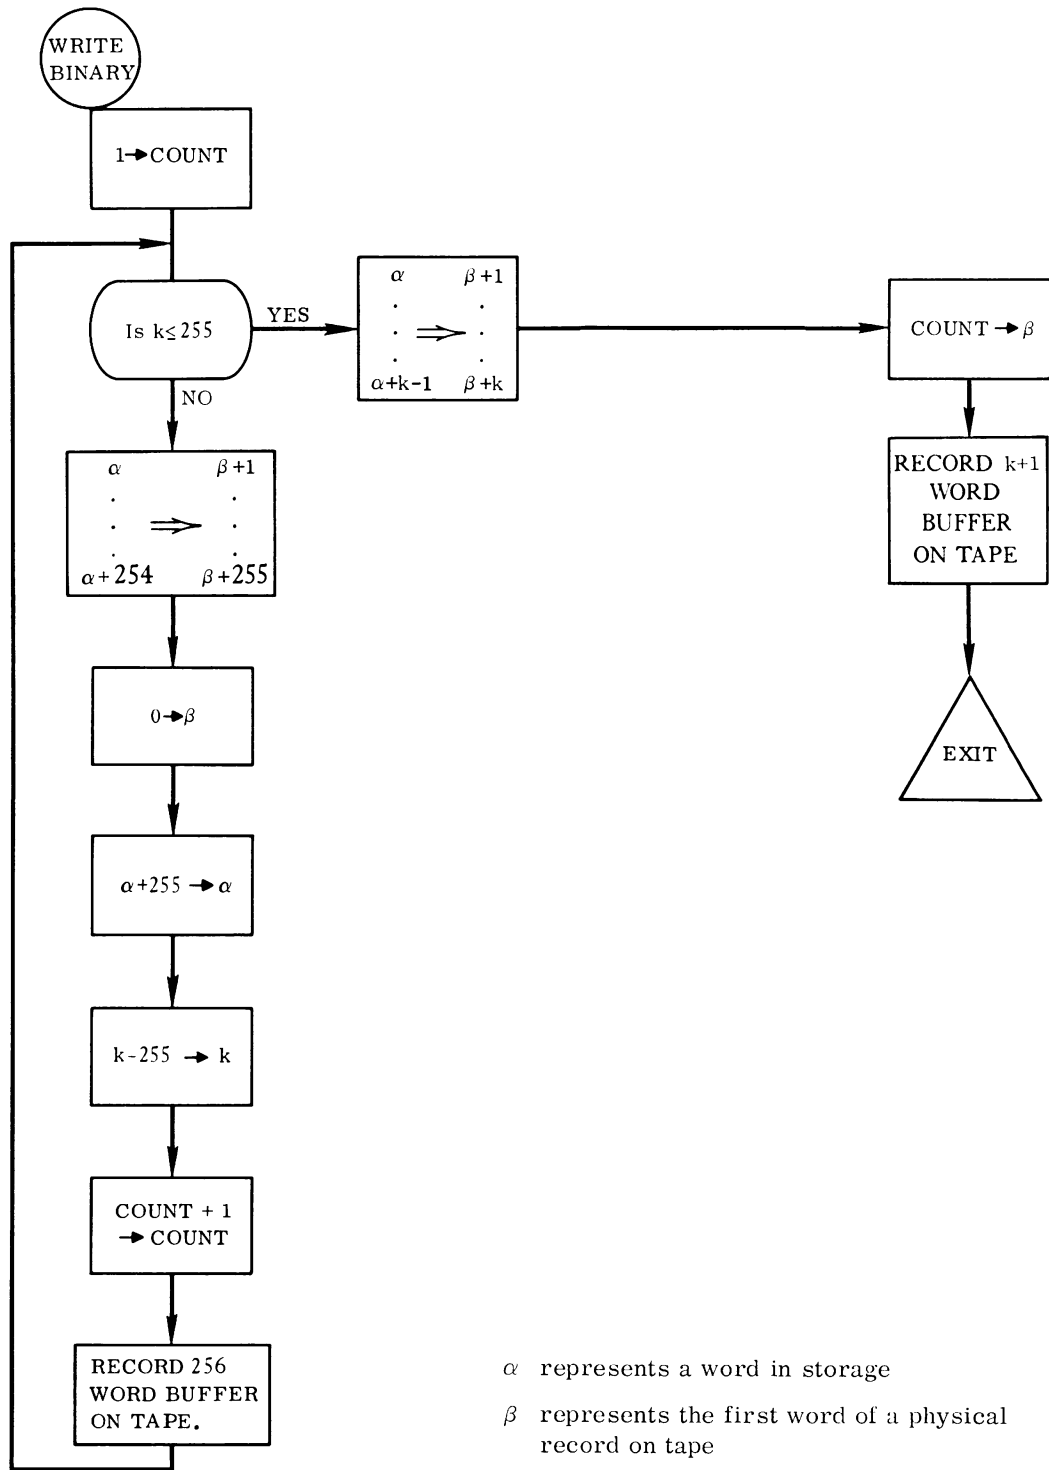 WRITE
BINARY
1→COUNT
Is k≤255
YES
NO
α β+1
. .
. ⇒ .
. .
α+k-1 β+k
COUNT→β
RECORD k+1
WORD
BUFFER
ON TAPE
EXIT
α β+1
. .
. ⇒ .
. .
α+254 β+255
0→β
α+255→α
k-255 → k
COUNT + 1
→ COUNT
RECORD 256
WORD BUFFER
ON TAPE.
α represents a word in storage
β represents the first word of a physical
record on tape